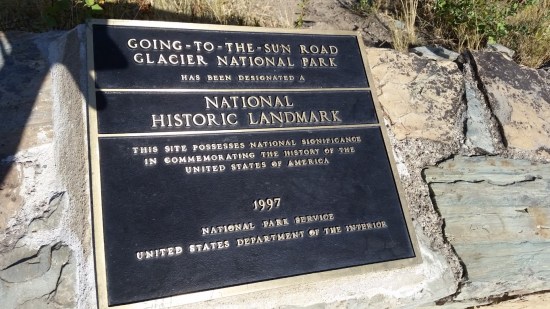 GOING-TO-THE-SUN ROAD
GLACIER NATIONAL PARK
HAS BEEN DESIGNATED A
NATIONAL
HISTORIC LANDMARK
THIS SITE POSSESSES NATIONAL SIGNIFICANCE
IN COMMEMORATING THE HISTORY OF THE
UNITED STATES OF AMERICA
1997
NATIONAL PARK SERVICE
UNITED STATES DEPARTMENT OF THE INTERIOR